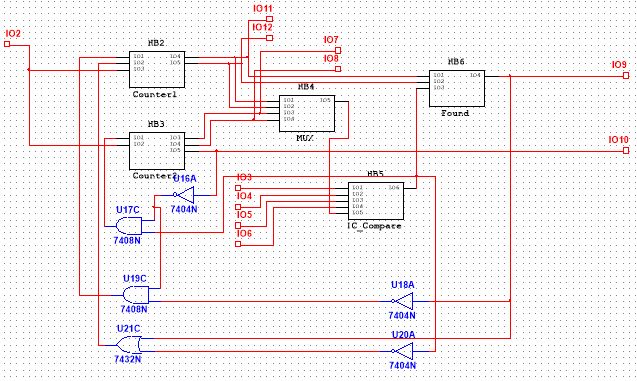 IO11
IO2
IO12
IO7
HB2
IO8
IO1
IO2
IO3
IO4
IO5
Counter1
HB6
IO1
IO2
IO3
IO4
Found
IO9
HB4
IO1
IO2
IO3
IO4
IO5
MUX
HB3
IO1
IO2
IO3
IO4
IO5
Counter2
IO10
U16A
7404N
HB5
IO3
IO4
IO5
IO6
IO1
IO2
IO3
IO4
IO5
IO6
IC_Compare
U17C
7408N
U19C
7408N
U18A
7404N
U21C
7432N
U20A
7404N